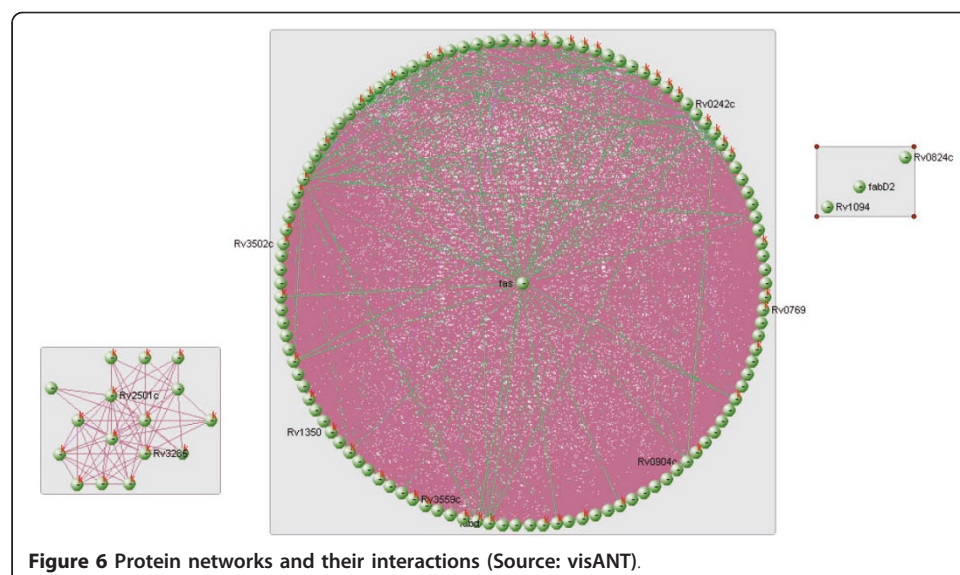 k k k k k
Rv0242c
Rv0824c
fabD2
Rv1094
Rv3502c
fas
Rv0769
Rv2501c
Rv1350
Rv3285
Rv0904c
Rv3559c
Figure 6 Protein networks and their interactions (Source: visANT).